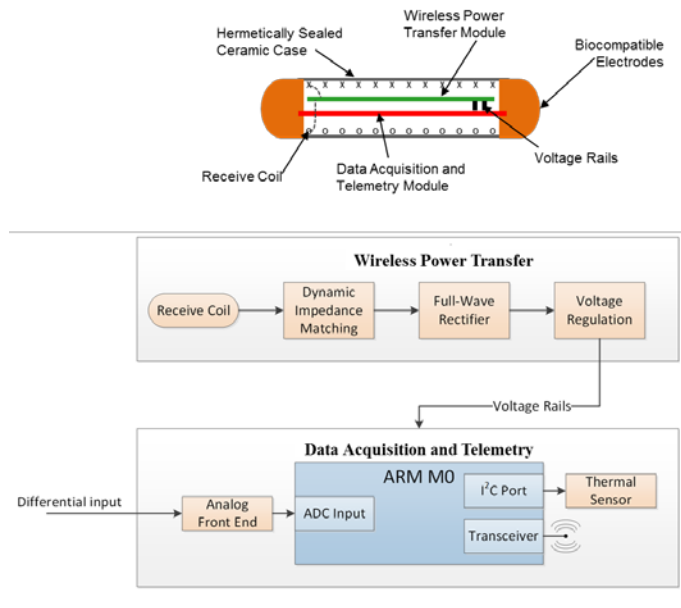 Hermetically Sealed
Ceramic Case
Wireless Power
Transfer Module
Biocompatible
Electrodes
x x x x x x x x x x x x
o o o o o o o o o o o o
Receive Coil
Data Acquisition and
Telemetry Module
Voltage Rails
Wireless Power Transfer
Receive Coil
Dynamic
Impedance
Matching
Full-Wave
Rectifier
Voltage
Regulation
Voltage Rails
Data Acquisition and Telemetry
Differential input
Analog
Front End
ADC Input
ARM M0
I²C Port
Thermal
Sensor
Transceiver